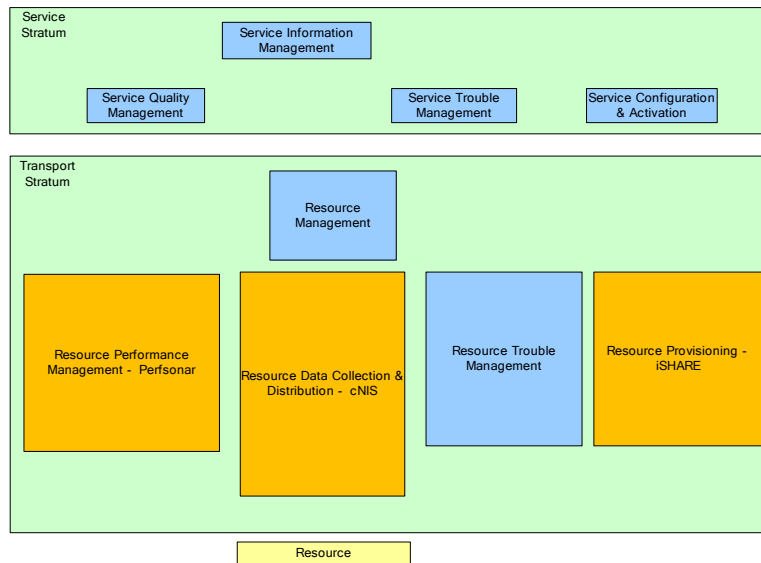 Service
Stratum
Service Information
Management
Service Quality
Management
Service Trouble
Management
Service Configuration
& Activation
Transport
Stratum
Resource
Management
Resource Performance
Management - Perfsonar
Resource Data Collection &
Distribution - cNIS
Resource Trouble
Management
Resource Provisioning -
iSHARE
Resource